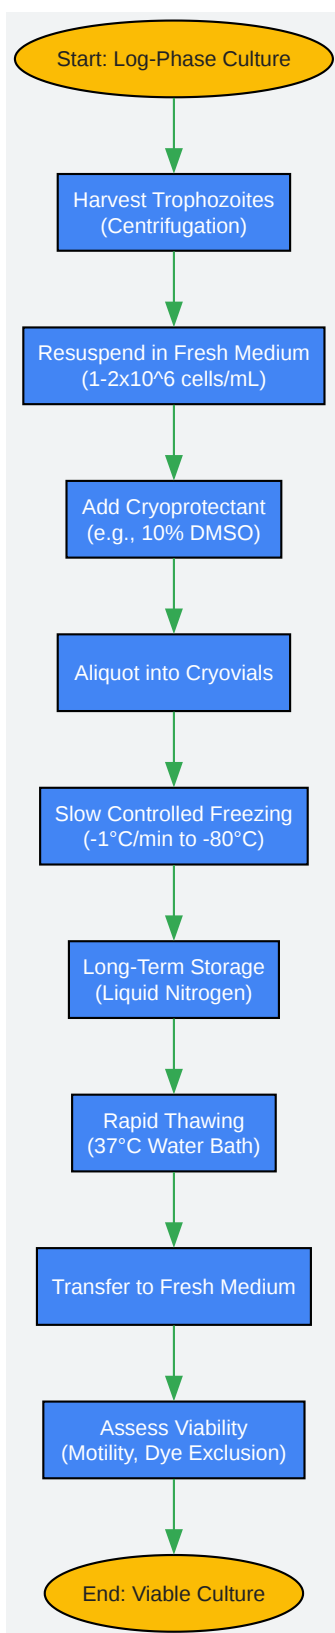 Start: Log-Phase Culture
Harvest Trophozoites
(Centrifugation)
Resuspend in Fresh Medium
(1-2x10^6 cells/mL)
Add Cryoprotectant
(e.g., 10% DMSO)
Aliquot into Cryovials
Slow Controlled Freezing
(-1°C/min to -80°C)
Long-Term Storage
(Liquid Nitrogen)
Rapid Thawing
(37°C Water Bath)
Transfer to Fresh Medium
Assess Viability
(Motility, Dye Exclusion)
End: Viable Culture